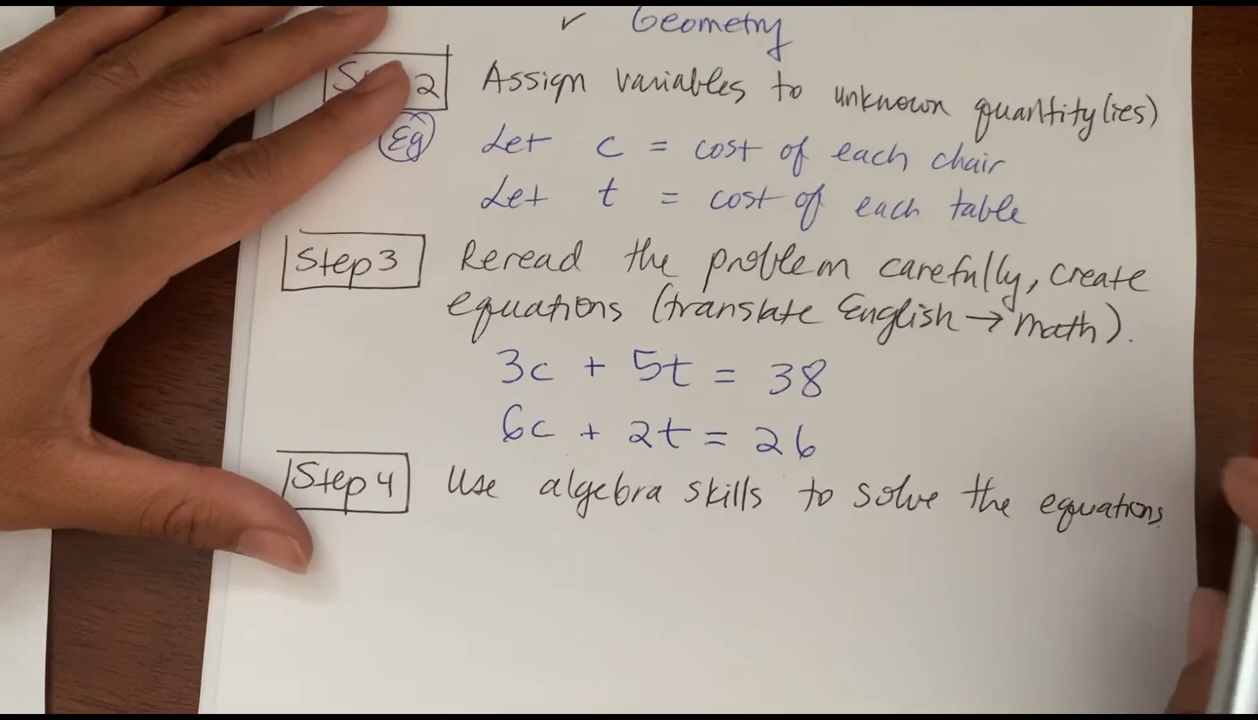 ✓ Geometry
2 Assign variables to unknown quantity(ies)
Eg Let c = cost of each chair
Let t = cost of each table
Step 3 Reread the problem carefully, create
equations (translate English → math).
3c + 5t = 38
6c + 2t = 26
Step 4 Use algebra skills to solve the equations.